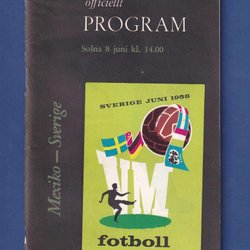 officiellt
PROGRAM
Solna 8 juni kl. 14.00
Mexiko — Sverige
SVERIGE JUNI 1958
VM
fotboll